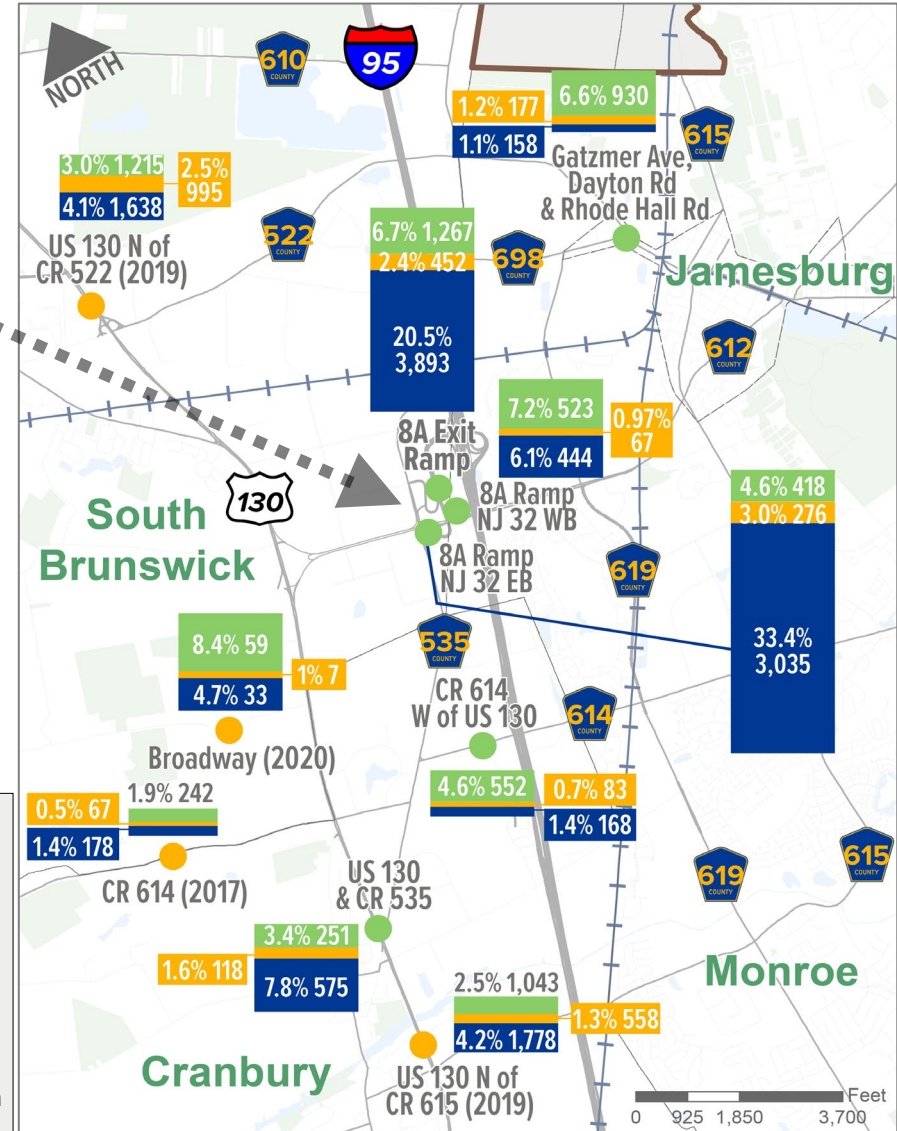 NORTH
610
COUNTY
95
1.2% 177
1.1% 158
6.6% 930
615
COUNTY
Gatzmer Ave,
Dayton Rd
& Rhode Hall Rd
3.0% 1,215
2.5%
995
4.1% 1,638
US 130 N of
CR 522 (2019)
522
COUNTY
6.7% 1,267
2.4% 452
20.5%
3,893
698
COUNTY
Jamesburg
612
COUNTY
8A Exit
Ramp
7.2% 523
0.97%
67
6.1% 444
8A Ramp
NJ 32 WB
8A Ramp
NJ 32 EB
130
South
Brunswick
4.6% 418
3.0% 276
33.4%
3,035
619
COUNTY
535
COUNTY
8.4% 59
1% 7
4.7% 33
Broadway (2020)
CR 614
W of US 130
614
COUNTY
4.6% 552
0.7% 83
1.4% 168
0.5% 67
1.4% 178
1.9% 242
CR 614 (2017)
US 130
& CR 535
619
COUNTY
615
COUNTY
3.4% 251
1.6% 118
7.8% 575
Monroe
2.5% 1,043
1.3% 558
4.2% 1,778
US 130 N of
CR 615 (2019)
Cranbury
Feet
0 925 1,850 3,700